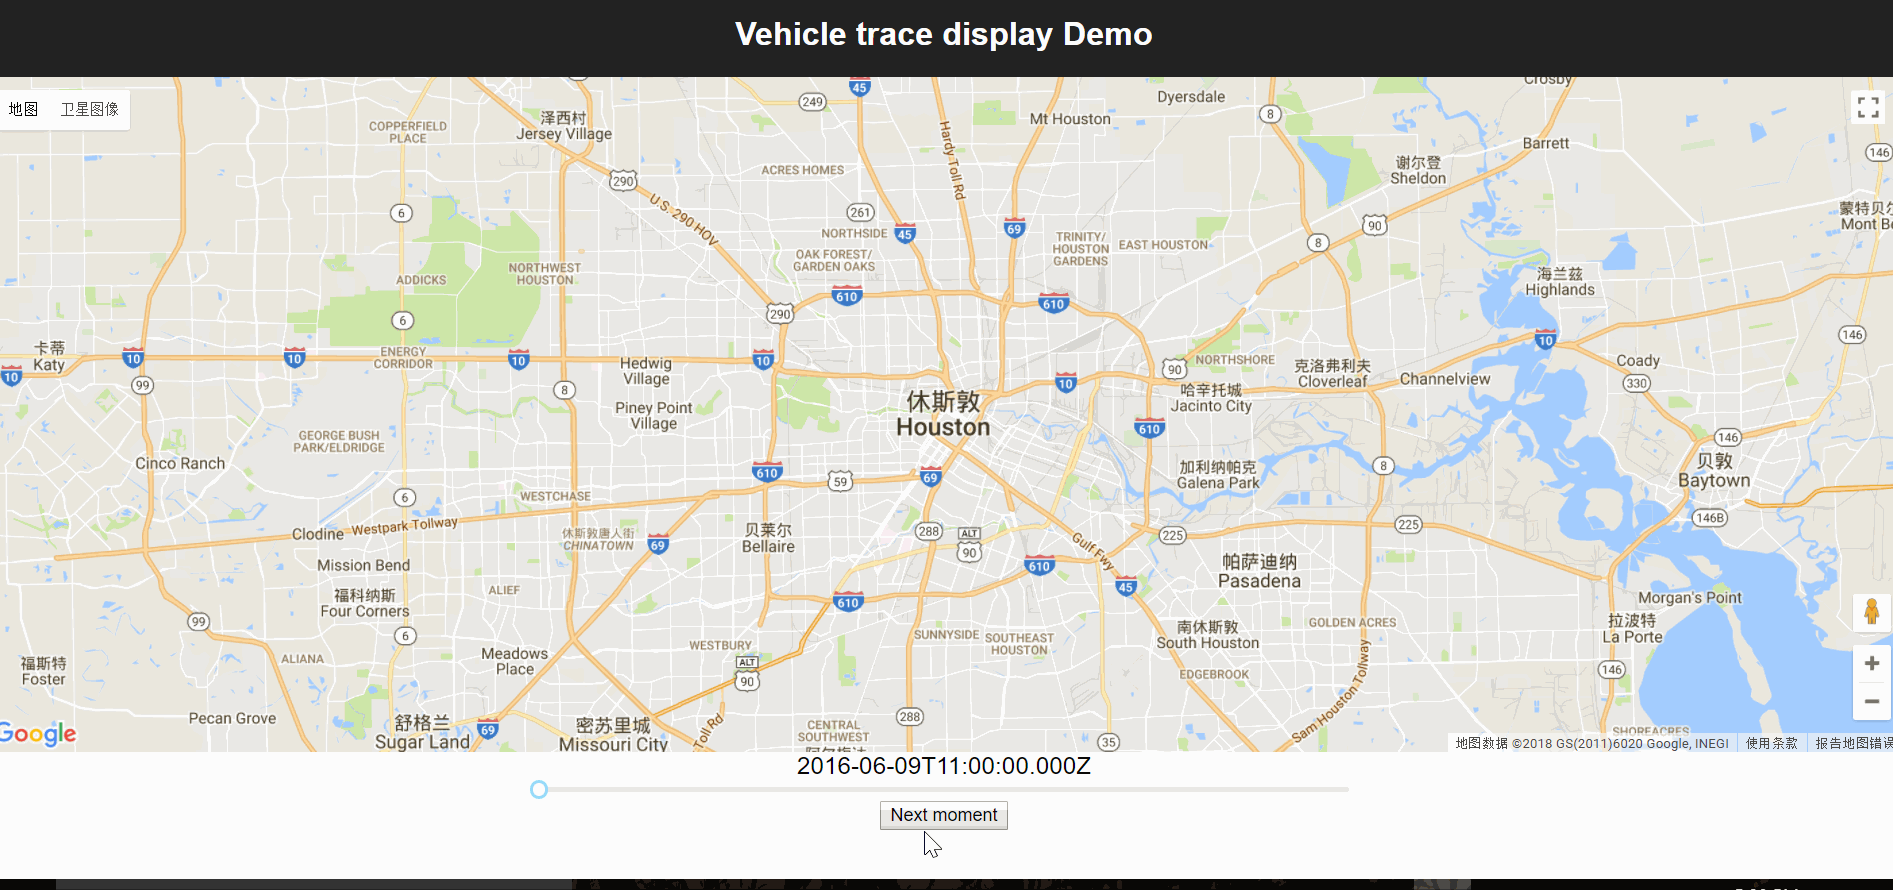 Vehicle trace display Demo
地图 卫星图像
45
249
Dyersdale
Crosby
泽西村
Jersey Village
COPPERFIELD
PLACE
Mt Houston
8
Barrett
146
Hardy Toll Rd
ACRES HOMES
谢尔登
Sheldon
290
U.S. 290 HOV
6
261
NORTHSIDE
45
69
90
8
TRINITY/
HOUSTON
GARDENS
EAST HOUSTON
OAK FOREST/
GARDEN OAKS
NORTHWEST
HOUSTON
ADDICKS
海兰兹
Highlands
610
610
290
6
146
卡蒂
Katy
10
10
10
10
10
10
ENERGY
CORRIDOR
Hedwig
Village
NORTHSHORE
90
克洛弗利夫
Cloverleaf
Channelview
Coady
330
10
99
8
哈辛托城
Jacinto City
休斯敦
Houston
Piney Point
Village
610
GEORGE BUSH
PARK/ELDRIDGE
Cinco Ranch
146
贝敦
Baytown
8
加利纳帕克
Galena Park
610
59
69
6
WESTCHASE
146B
Clodine
Westpark Tollway
休斯敦唐人街
CHINATOWN
69
贝莱尔
Bellaire
288
ALT
90
225
225
Gulf Fwy
610
45
帕萨迪纳
Pasadena
Mission Bend
福科纳斯
Four Corners
ALIEF
610
Morgan's Point
99
6
拉波特
La Porte
GOLDEN ACRES
南休斯敦
South Houston
SUNNYSIDE
SOUTHEAST
HOUSTON
WESTBURY
ALT
90
Meadows
Place
ALIANA
福斯特
Foster
146
EDGEBROOK
Sam Houston Tollway
Pecan Grove
舒格兰
Sugar Land
69
密苏里城
Missouri City
Toll Rd
CENTRAL
SOUTHWEST
288
35
SHOREACRES
Google
地图数据 ©2018 GS(2011)6020 Google, INEGI 使用条款 报告地图错误
2016-06-09T11:00:00.000Z
Next moment